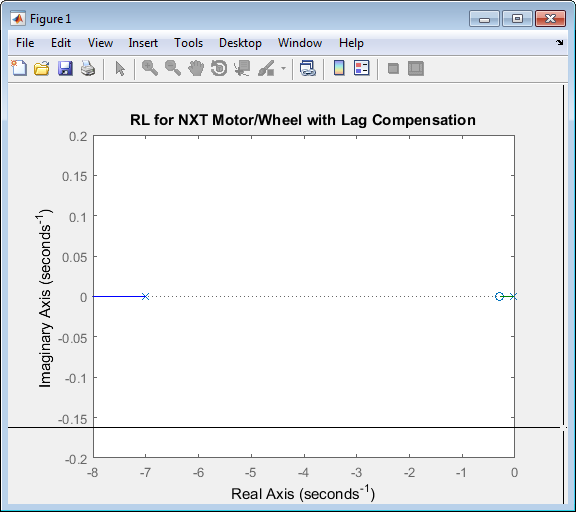 Figure 1
File Edit View Insert Tools Desktop Window Help
RL for NXT Motor/Wheel with Lag Compensation
0.2
0.15
0.1
0.05
0
-0.05
-0.1
-0.15
-0.2
Imaginary Axis (seconds⁻¹)
-8 -7 -6 -5 -4 -3 -2 -1 0
Real Axis (seconds⁻¹)